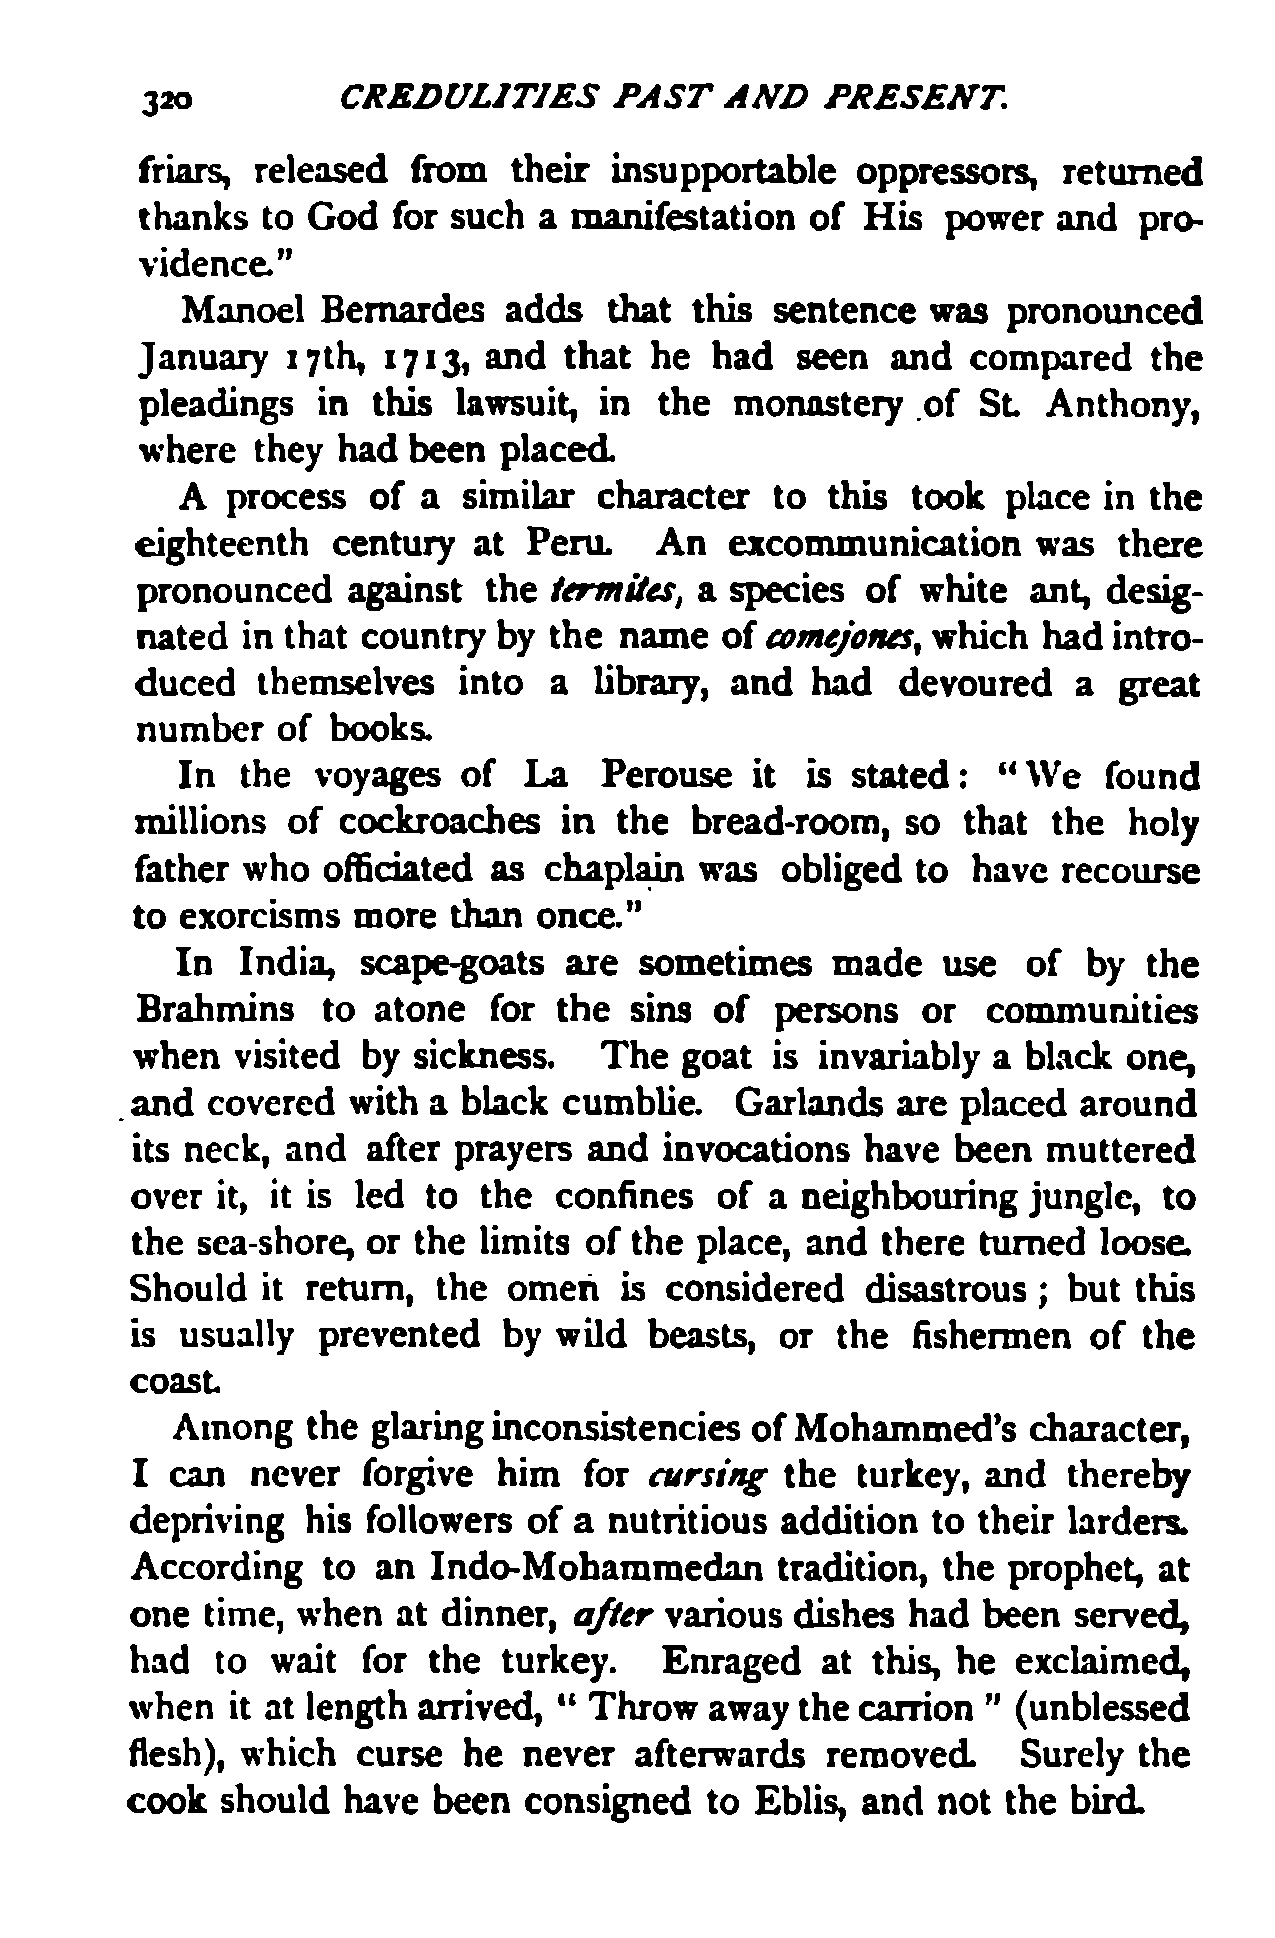 320 CREDULITIES PAST AND PRESENT.
friars, released from their insupportable oppressors, returned
thanks to God for such a manifestation of His power and pro-
vidence."
Manoel Bernardes adds that this sentence was pronounced
January 17th, 1713, and that he had seen and compared the
pleadings in this lawsuit, in the monastery of St. Anthony,
where they had been placed.
A process of a similar character to this took place in the
eighteenth century at Peru. An excommunication was there
pronounced against the termites, a species of white ant, desig-
nated in that country by the name of comejones, which had intro-
duced themselves into a library, and had devoured a great
number of books.
In the voyages of La Perouse it is stated: "We found
millions of cockroaches in the bread-room, so that the holy
father who officiated as chaplain was obliged to have recourse
to exorcisms more than once."
In India, scape-goats are sometimes made use of by the
Brahmins to atone for the sins of persons or communities
when visited by sickness. The goat is invariably a black one,
and covered with a black cumblie. Garlands are placed around
its neck, and after prayers and invocations have been muttered
over it, it is led to the confines of a neighbouring jungle, to
the sea-shore, or the limits of the place, and there turned loose.
Should it return, the omen is considered disastrous; but this
is usually prevented by wild beasts, or the fishermen of the
coast.
Among the glaring inconsistencies of Mohammed's character,
I can never forgive him for cursing the turkey, and thereby
depriving his followers of a nutritious addition to their larders.
According to an Indo-Mohammedan tradition, the prophet, at
one time, when at dinner, after various dishes had been served,
had to wait for the turkey. Enraged at this, he exclaimed,
when it at length arrived, "Throw away the carrion" (unblessed
flesh), which curse he never afterwards removed. Surely the
cook should have been consigned to Eblis, and not the bird.